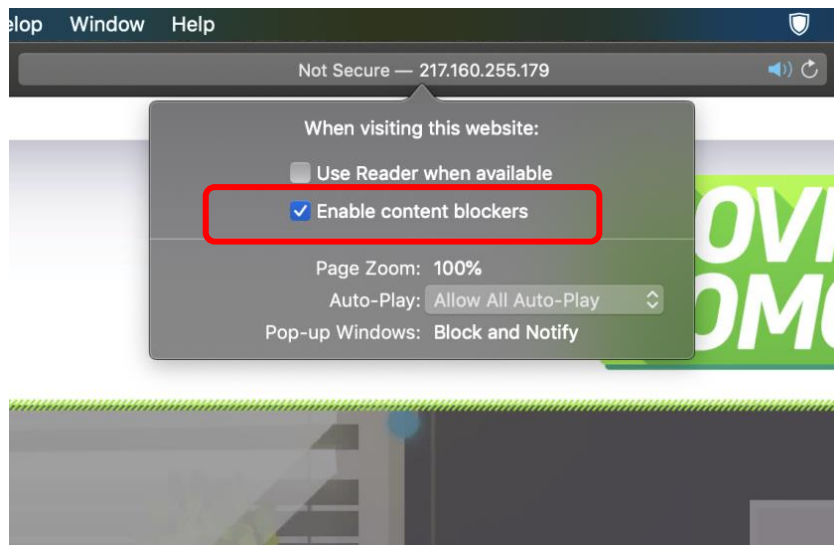 elop Window Help
Not Secure — 217.160.255.179
When visiting this website:
Use Reader when available
Enable content blockers
Page Zoom: 100%
Auto-Play: Allow All Auto-Play
Pop-up Windows: Block and Notify